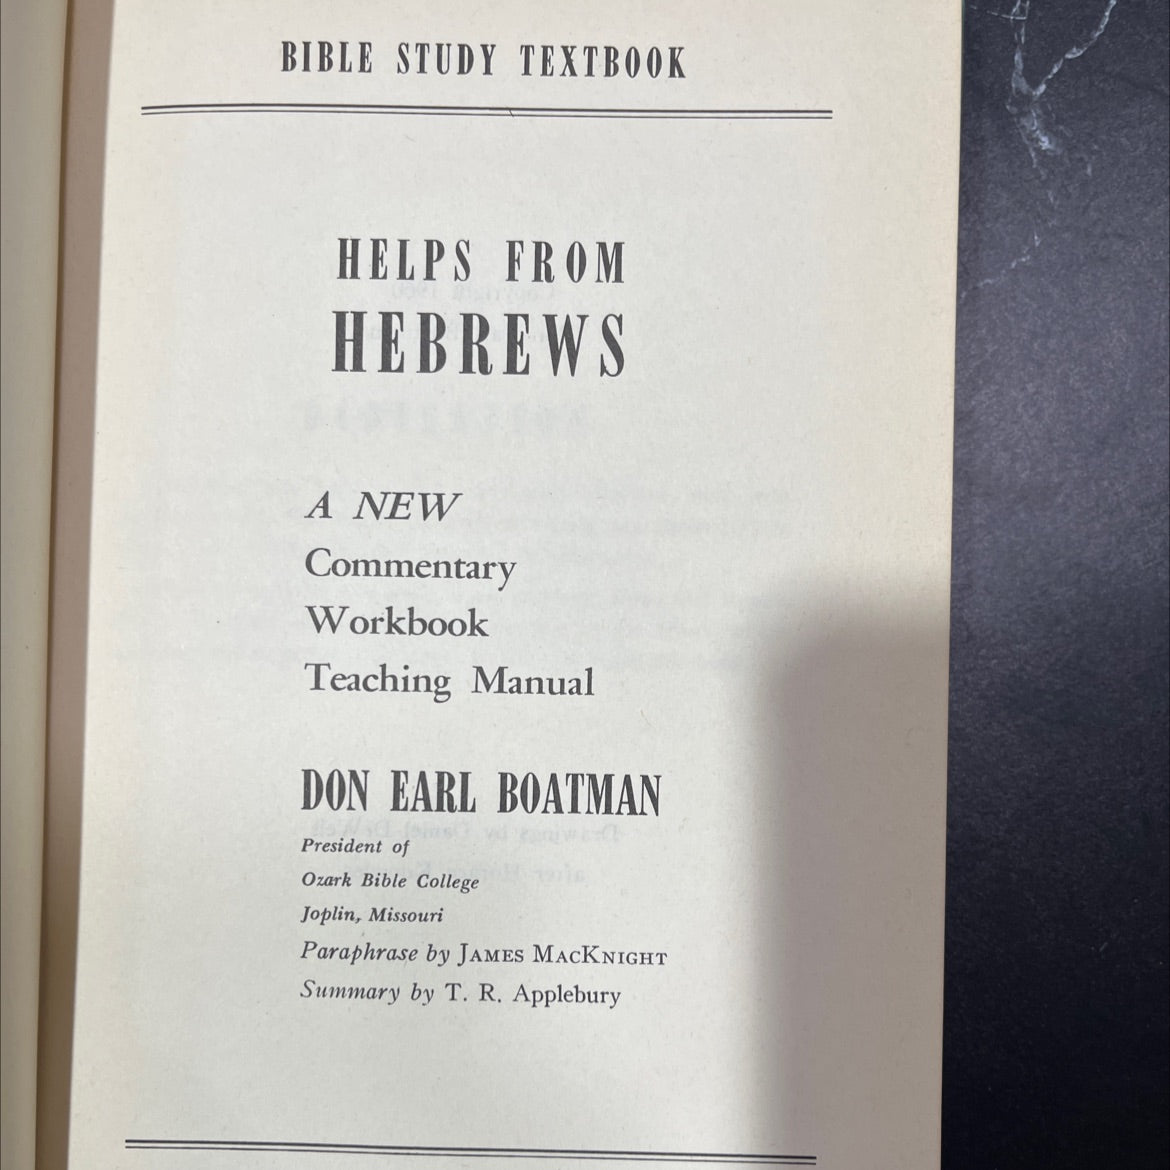 BIBLE STUDY TEXTBOOK
HELPS FROM
HEBREWS
A NEW
Commentary
Workbook
Teaching Manual
DON EARL BOATMAN
President of
Ozark Bible College
Joplin, Missouri
Paraphrase by JAMES MACKNIGHT
Summary by T. R. Applebury